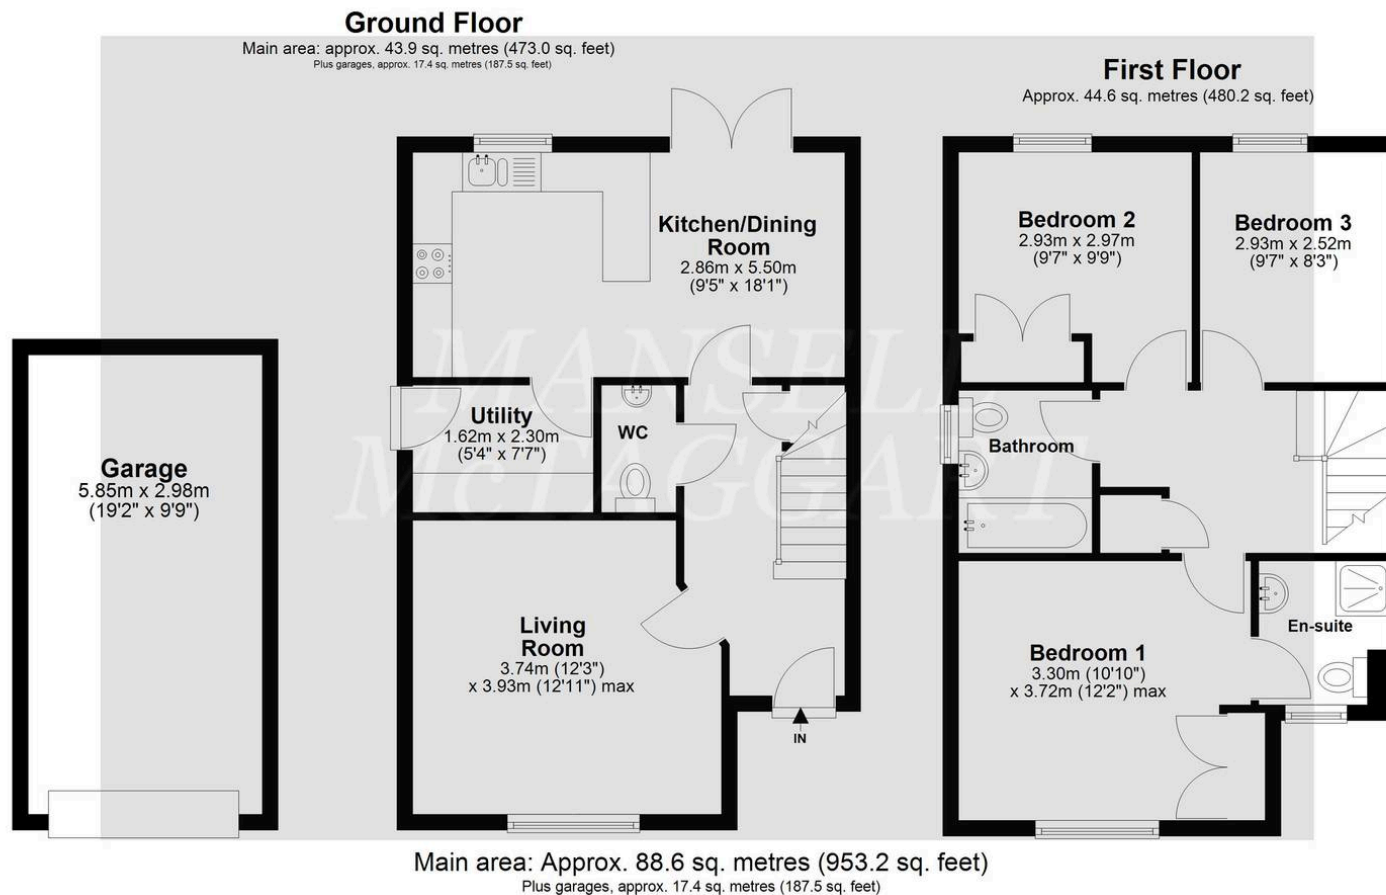 Ground Floor
Main area: approx. 43.9 sq. metres (473.0 sq. feet)
Plus garages, approx. 17.4 sq. metres (187.5 sq. feet)
First Floor
Approx. 44.6 sq. metres (480.2 sq. feet)
Kitchen/Dining
Room
2.86m x 5.50m
(9'5" x 18'1")
Bedroom 2
2.93m x 2.97m
(9'7" x 9'9")
Bedroom 3
2.93m x 2.52m
(9'7" x 8'3")
MANSELL
McTAGGART
Utility
1.62m x 2.30m
(5'4" x 7'7")
WC
Bathroom
Garage
5.85m x 2.98m
(19'2" x 9'9")
Living
Room
3.74m (12'3")
x 3.93m (12'11") max
IN
Bedroom 1
3.30m (10'10")
x 3.72m (12'2") max
En-suite
Main area: Approx. 88.6 sq. metres (953.2 sq. feet)
Plus garages, approx. 17.4 sq. metres (187.5 sq. feet)